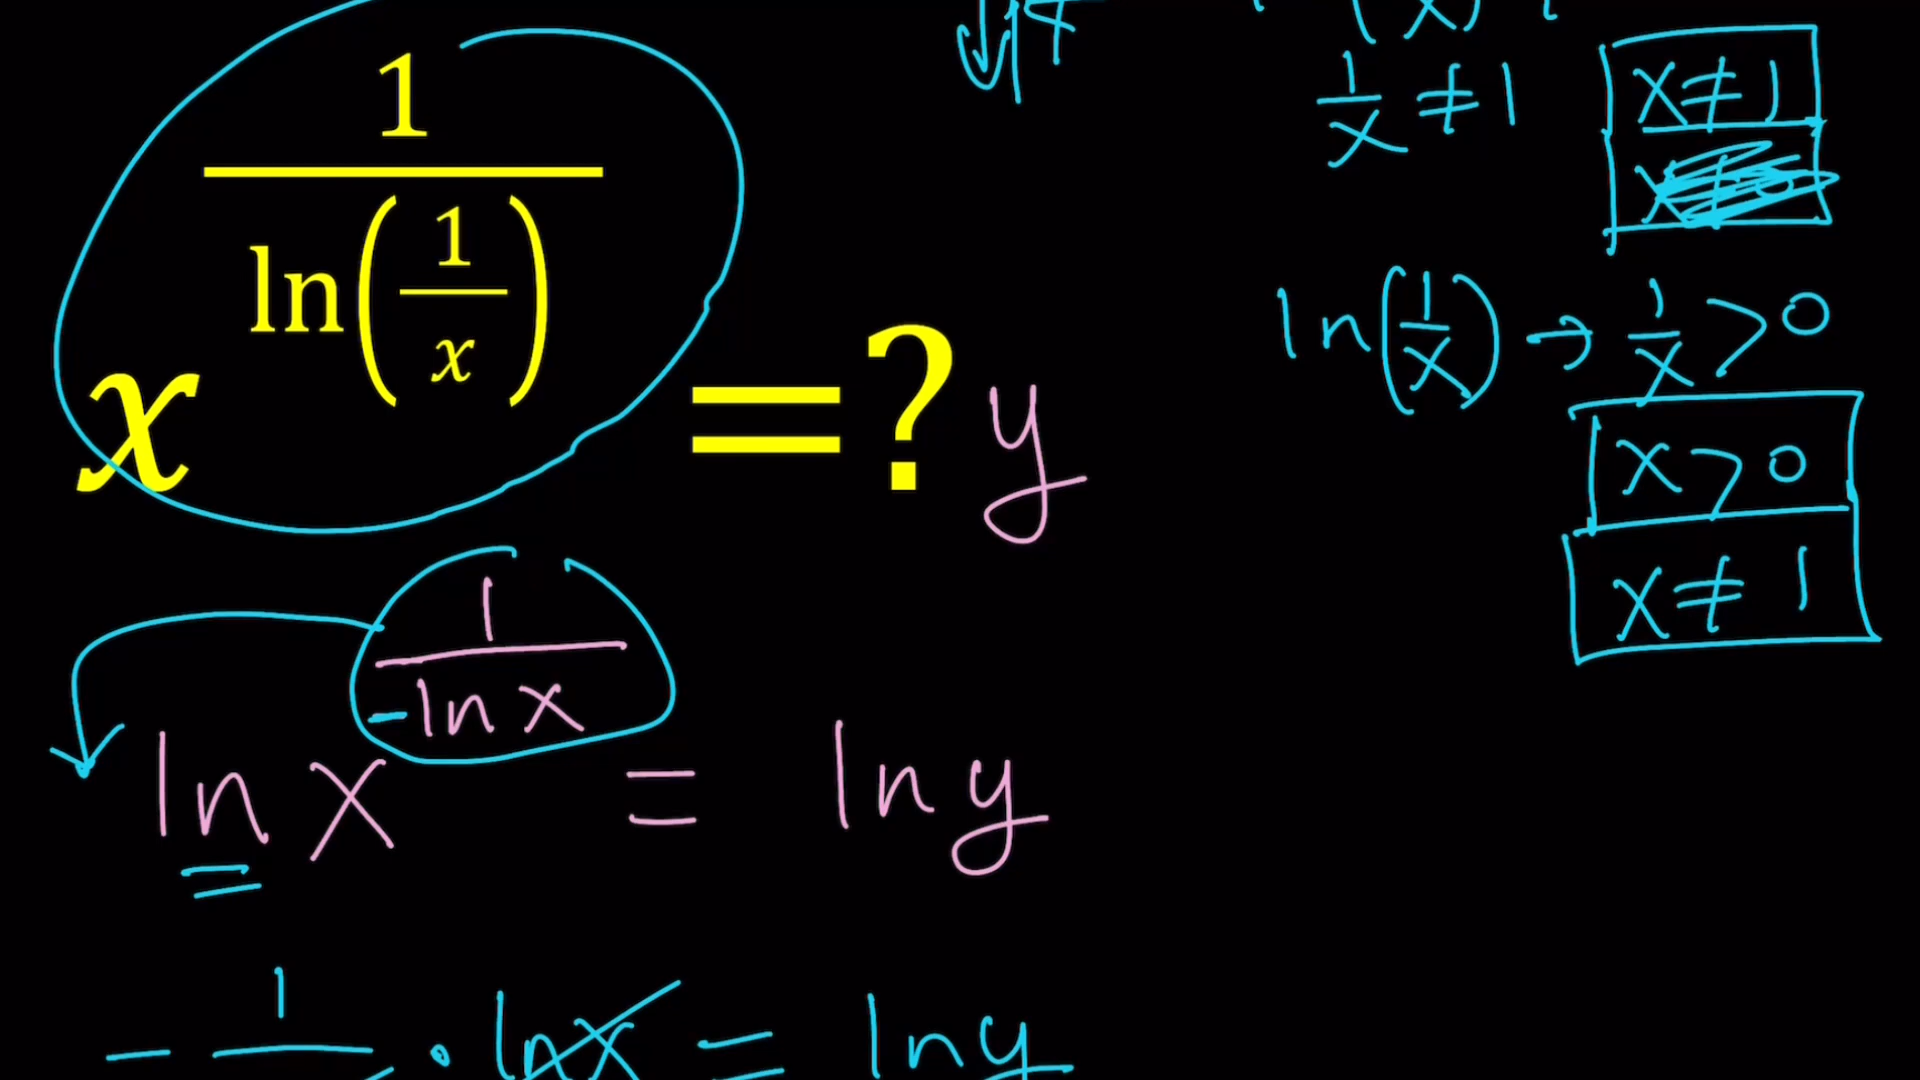 x^(1/ln(1/x)) = ? y
1/x ≠ 1
x ≠ 1
ln(1/x) → 1/x > 0
x > 0
x ≠ 1
ln x^(1/(-ln x)) = ln y
- 1/ · ln x = ln y